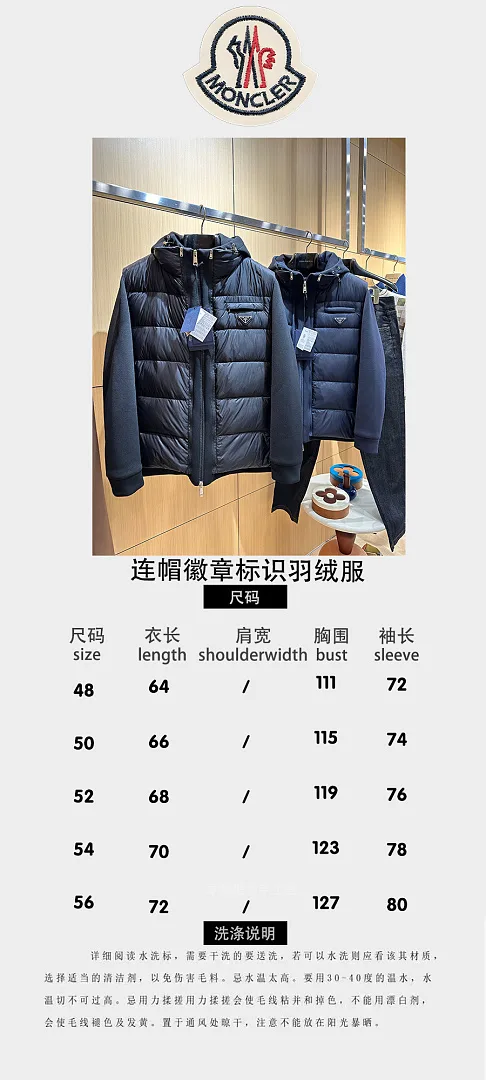 MONCLER
连帽徽章标识羽绒服
尺码
尺码 衣长 肩宽 胸围 袖长
size length shoulderwidth bust sleeve
48 64 / 111 72
50 66 / 115 74
52 68 / 119 76
54 70 / 123 78
56 72 / 127 80
洗涤说明
详细阅读水洗标，需要干洗的要送洗，若可以水洗则应看该其材质，
选择适当的清洁剂，以免伤害毛料。忌水温太高。要用30-40度的温水，水
温切不可过高。忌用力揉搓用力揉搓会使毛线粘并和掉色，不能用漂白剂，
会使毛线褪色及发黄。置于通风处晾干，注意不能放在阳光暴晒。